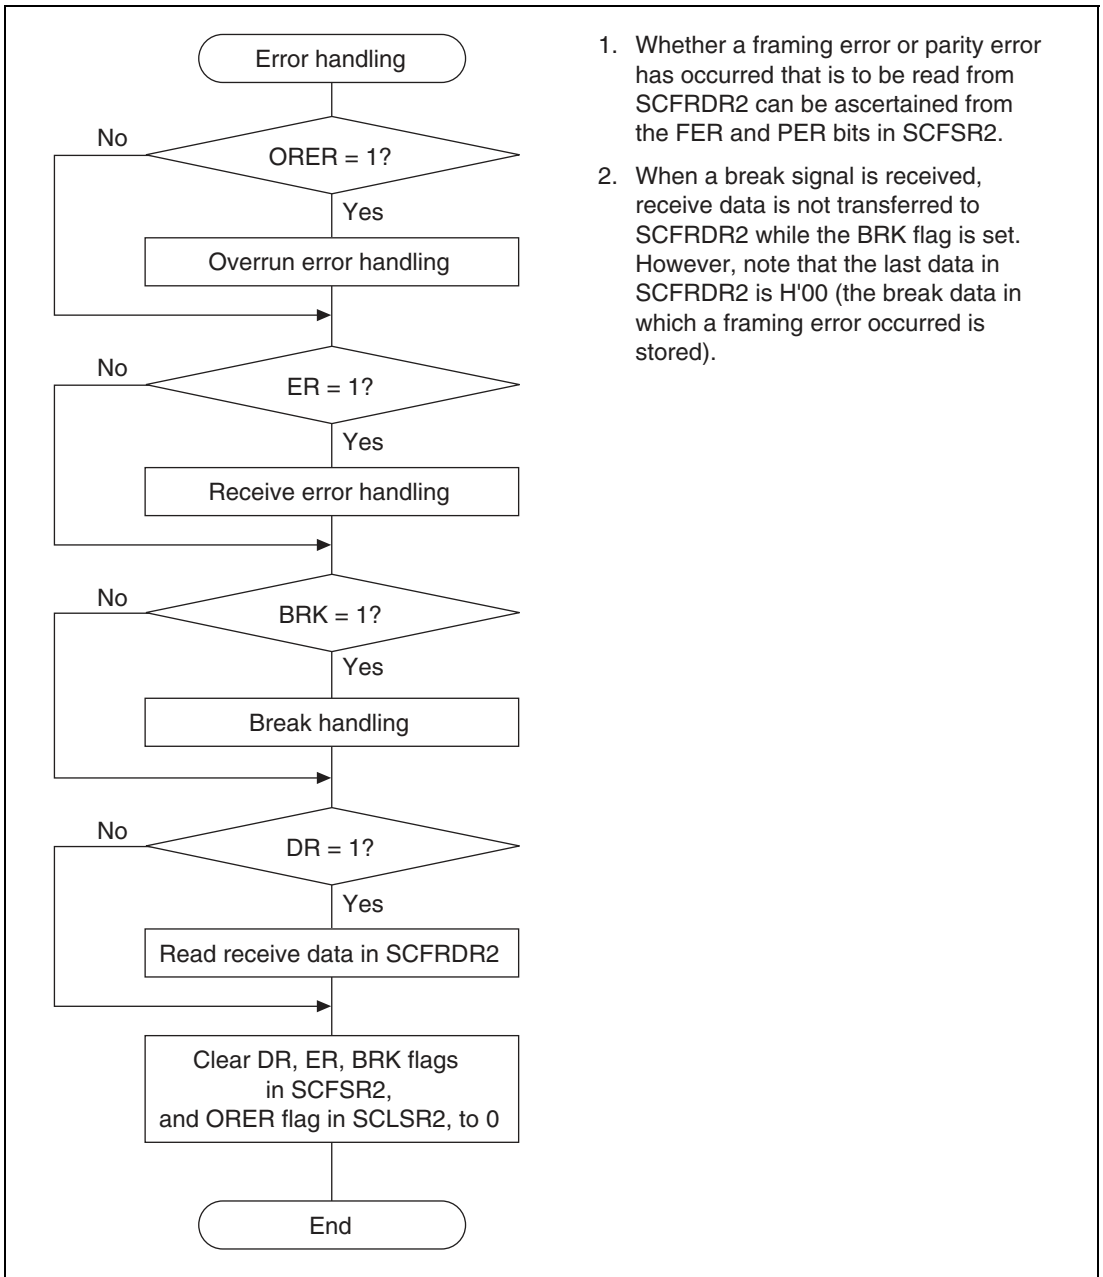 Error handling
No
ORER = 1?
Yes
Overrun error handling
No
ER = 1?
Yes
Receive error handling
No
BRK = 1?
Yes
Break handling
No
DR = 1?
Yes
Read receive data in SCFRDR2
Clear DR, ER, BRK flags
in SCFSR2,
and ORER flag in SCLSR2, to 0
End
1. Whether a framing error or parity error
has occurred that is to be read from
SCFRDR2 can be ascertained from
the FER and PER bits in SCFSR2.
2. When a break signal is received,
receive data is not transferred to
SCFRDR2 while the BRK flag is set.
However, note that the last data in
SCFRDR2 is H'00 (the break data in
which a framing error occurred is
stored).